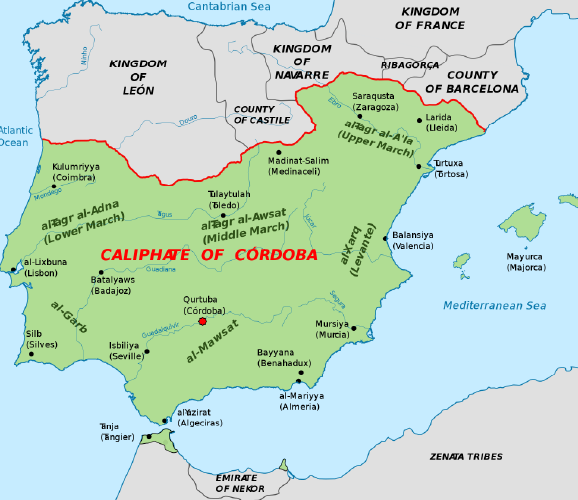 Cantabrian Sea
KINGDOM
OF FRANCE
KINGDOM
OF
LEÓN
Ninho
KINGDOM
OF
NAVARRE
RIBAGORÇA
COUNTY
OF BARCELONA
COUNTY
OF CASTILE
Douro
Ebro
Saraqusta
(Zaragoza)
Larida
(Lleida)
al-Tagr al-A'la
(Upper March)
Atlantic
Ocean
Kulumriyya
(Coimbra)
Mondego
Madinat-Salim
(Medinaceli)
Turtuxa
(Tortosa)
Tulaytulah
(Toledo)
al-Tagr al-Adna
(Lower March)
Tagus
al-Tagr al-Awsat
(Middle March)
Júcar
al-Xarq
(Levante)
Balansiya
(Valencia)
Mayurca
(Majorca)
al-Lixbuna
(Lisbon)
CALIPHATE OF CORDOBA
Guadiana
Batalyaws
(Badajoz)
Qurtuba
(Córdoba)
Segura
Mediterranean Sea
al-Garb
Guadalquivir
al-Mawsat
Mursiya
(Murcia)
Silb
(Silves)
Isbiliya
(Seville)
Bayyana
(Benahadux)
al-Mariyya
(Almeria)
al-Yazirat
(Algeciras)
Tanja
(Tangier)
EMIRATE
OF NEKOR
ZENATA TRIBES